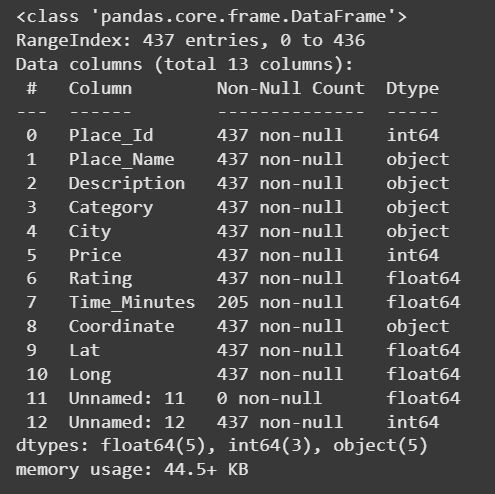 <class 'pandas.core.frame.DataFrame'>
RangeIndex: 437 entries, 0 to 436
Data columns (total 13 columns):
 #   Column        Non-Null Count  Dtype
---  ------        --------------  -----
 0   Place_Id      437 non-null    int64
 1   Place_Name    437 non-null    object
 2   Description   437 non-null    object
 3   Category      437 non-null    object
 4   City          437 non-null    object
 5   Price         437 non-null    int64
 6   Rating        437 non-null    float64
 7   Time_Minutes  205 non-null    float64
 8   Coordinate    437 non-null    object
 9   Lat           437 non-null    float64
 10  Long          437 non-null    float64
 11  Unnamed: 11   0 non-null      float64
 12  Unnamed: 12   437 non-null    int64
dtypes: float64(5), int64(3), object(5)
memory usage: 44.5+ KB